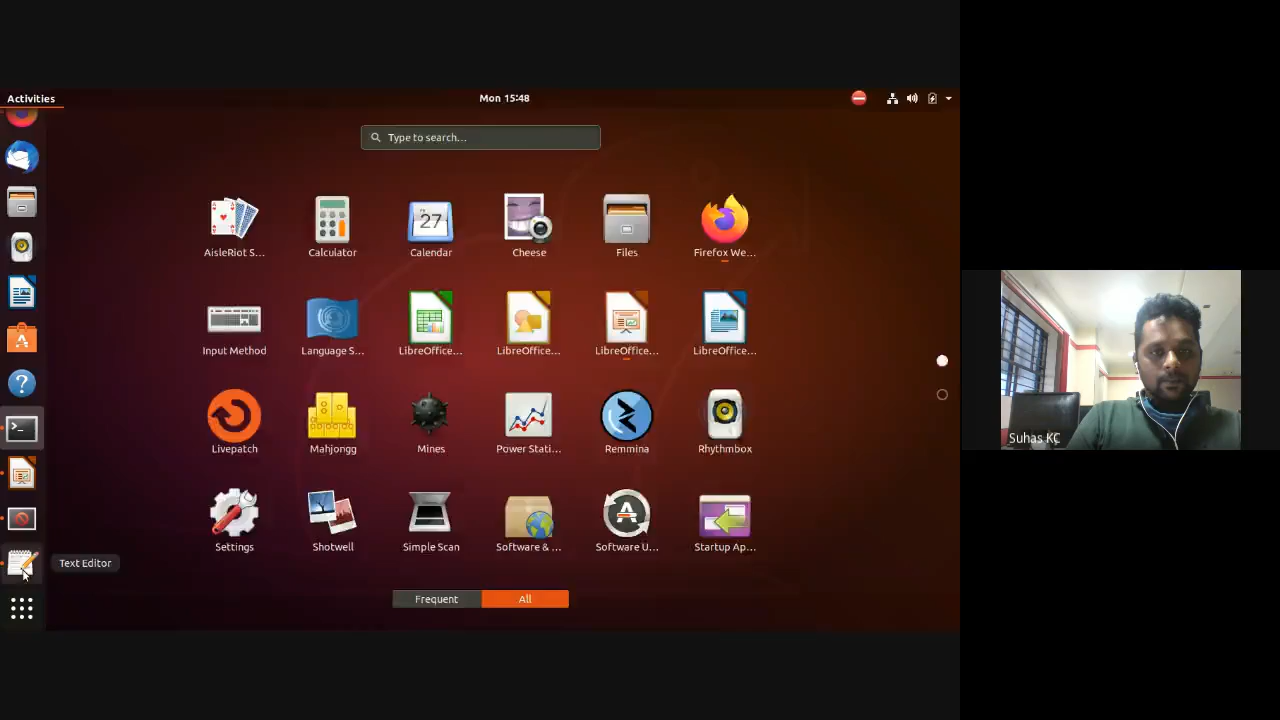 Activities
Mon 15:48
Type to search...
AisleRiot S...
Calculator
27
Calendar
Cheese
Files
Firefox We...
Input Method
Language S...
LibreOffice...
LibreOffice...
LibreOffice...
LibreOffice...
Livepatch
Mahjongg
Mines
Power Stati...
Remmina
Rhythmbox
Settings
Shotwell
Simple Scan
Software & ...
Software U...
Startup Ap...
Text Editor
Frequent
All
Suhas KC